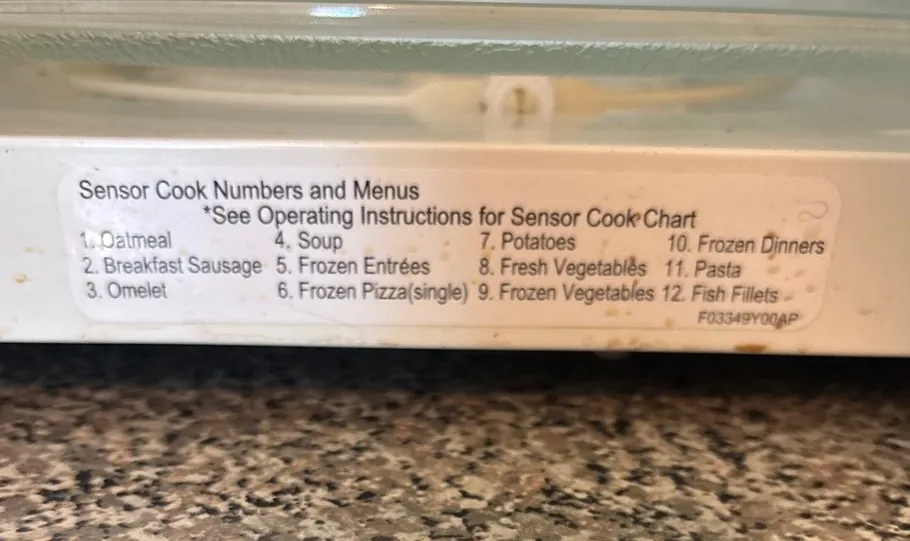 Sensor Cook Numbers and Menus
*See Operating Instructions for Sensor Cook Chart
1. Oatmeal 4. Soup 7. Potatoes 10. Frozen Dinners
2. Breakfast Sausage 5. Frozen Entrées 8. Fresh Vegetables 11. Pasta
3. Omelet 6. Frozen Pizza(single) 9. Frozen Vegetables 12. Fish Fillets
F03349Y00AP